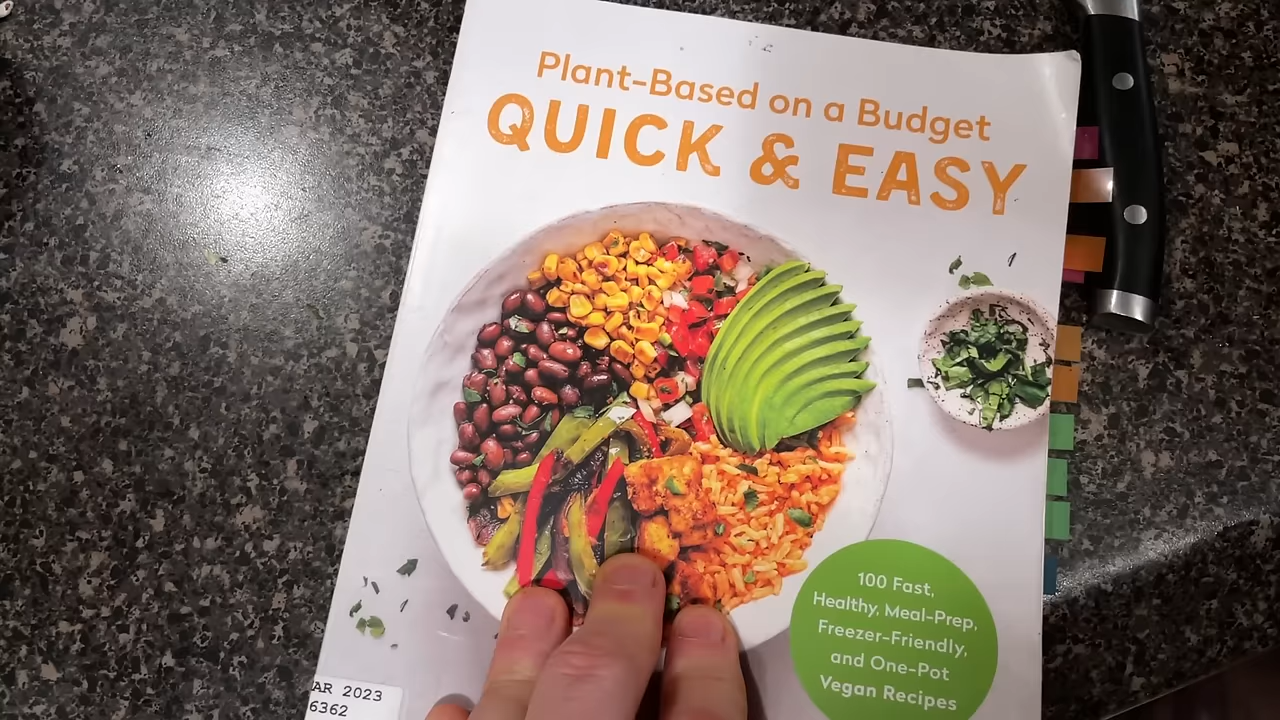 Plant-Based on a Budget
QUICK & EASY
100 Fast,
Healthy, Meal-Prep,
Freezer-Friendly,
and One-Pot
Vegan Recipes
AR 2023
6362